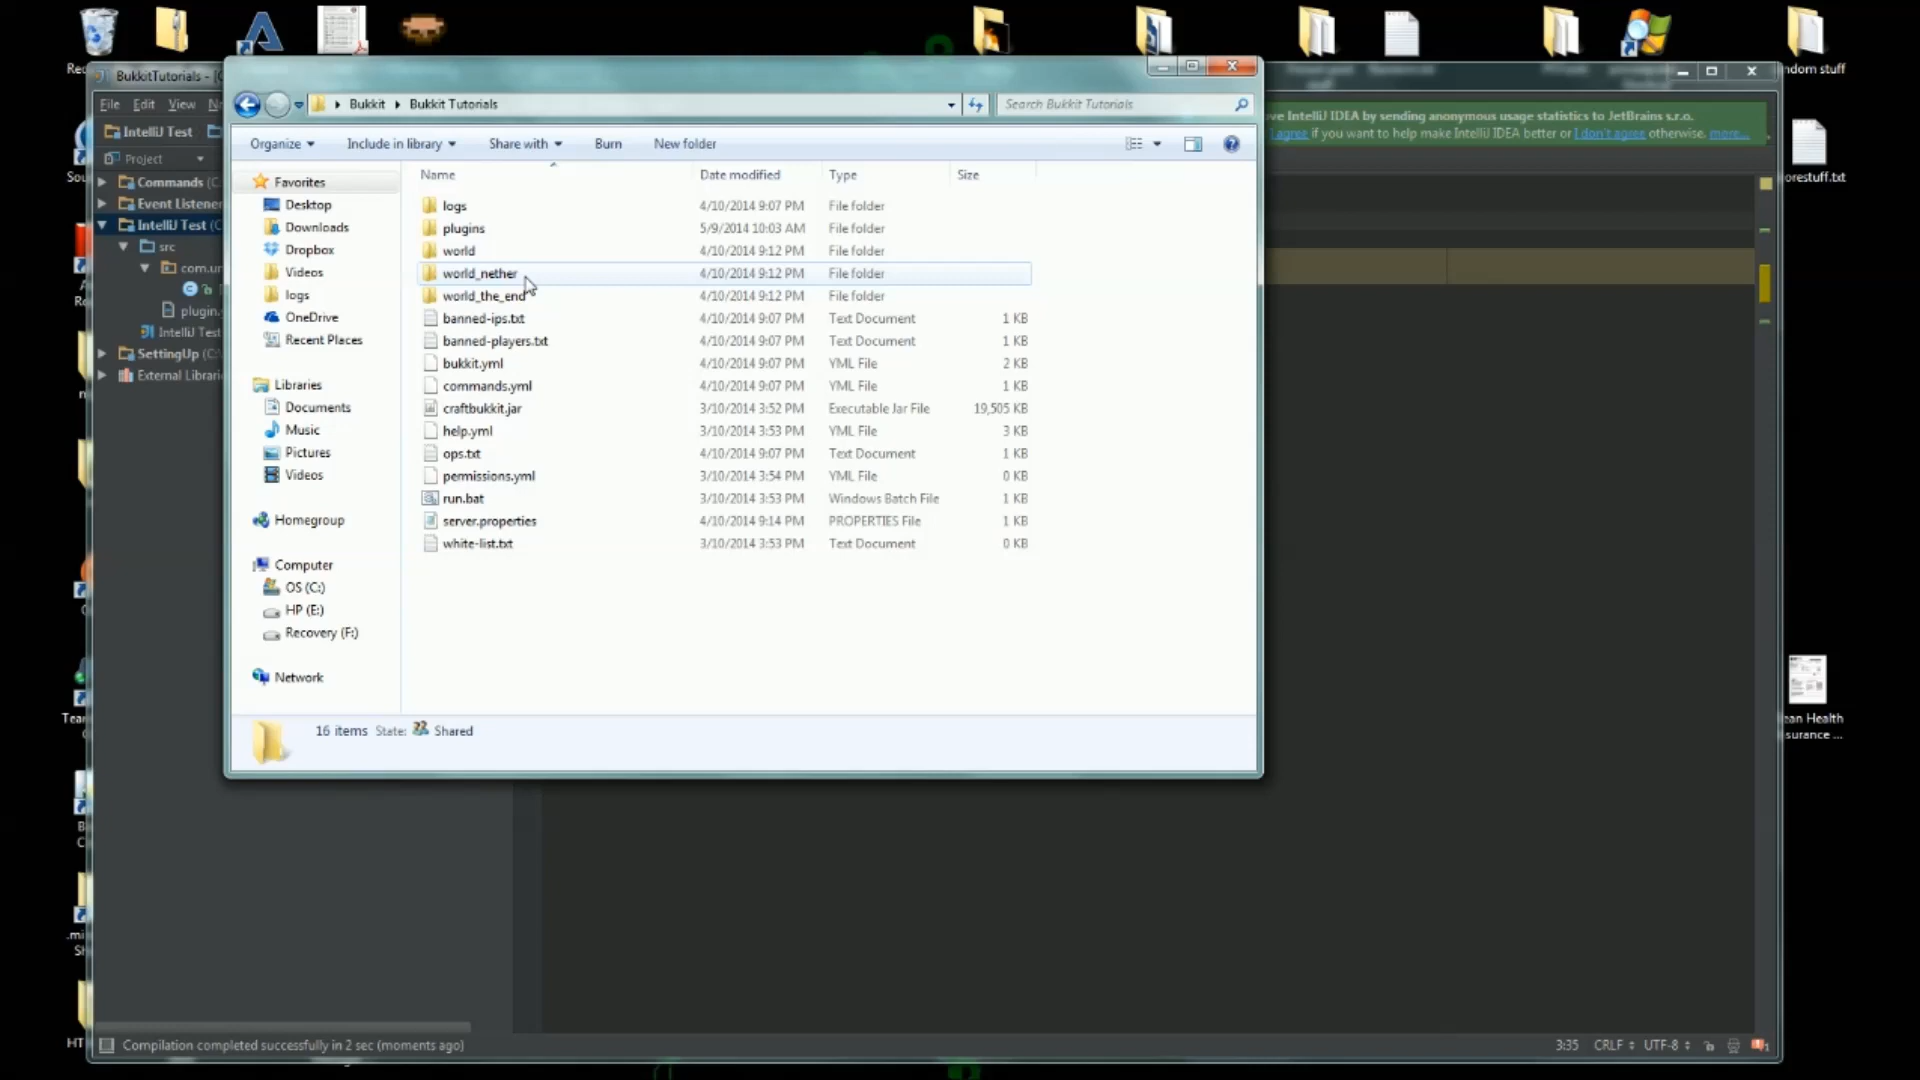 BukkitTutorials - [
File Edit View
IntelliJ Test
Project
Commands
Event Listener
IntelliJ Test
src
com.un
plugin.
IntelliJ Test
SettingUp
External Librari
Bukkit Bukkit Tutorials
Search Bukkit Tutorials
Organize Include in library Share with Burn New folder
Favorites
Desktop
Downloads
Dropbox
Videos
logs
OneDrive
Recent Places
Libraries
Documents
Music
Pictures
Videos
Homegroup
Computer
OS (C:)
HP (E:)
Recovery (F:)
Network
Name Date modified Type Size
logs 4/10/2014 9:07 PM File folder
plugins 5/9/2014 10:03 AM File folder
world 4/10/2014 9:12 PM File folder
world_nether 4/10/2014 9:12 PM File folder
world_the_end 4/10/2014 9:12 PM File folder
banned-ips.txt 4/10/2014 9:07 PM Text Document 1 KB
banned-players.txt 4/10/2014 9:07 PM Text Document 1 KB
bukkit.yml 4/10/2014 9:07 PM YML File 2 KB
commands.yml 4/10/2014 9:07 PM YML File 1 KB
craftbukkit.jar 3/10/2014 3:52 PM Executable Jar File 19,505 KB
help.yml 3/10/2014 3:53 PM YML File 3 KB
ops.txt 4/10/2014 9:07 PM Text Document 1 KB
permissions.yml 3/10/2014 3:54 PM YML File 0 KB
run.bat 3/10/2014 3:53 PM Windows Batch File 1 KB
server.properties 4/10/2014 9:14 PM PROPERTIES File 1 KB
white-list.txt 3/10/2014 3:53 PM Text Document 0 KB
16 items State: Shared
ove IntelliJ IDEA by sending anonymous usage statistics to JetBrains s.r.o.
I agree if you want to help make IntelliJ IDEA better or I don't agree otherwise. more...
ndom stuff
orestuff.txt
ean Health
surance ...
Compilation completed successfully in 2 sec (moments ago)
3:35 CRLF UTF-8